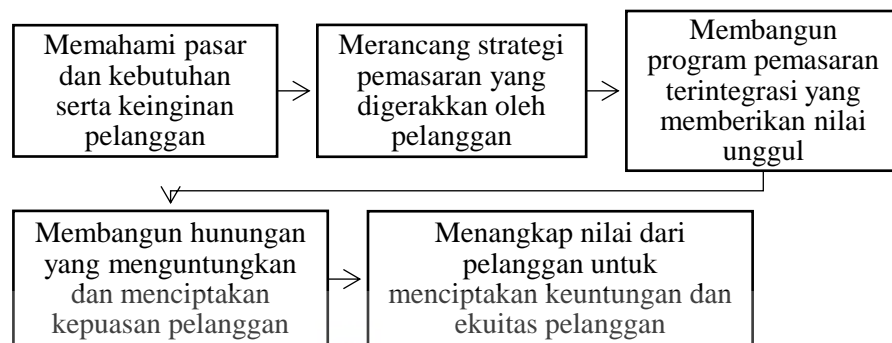 Memahami pasar
dan kebutuhan
serta keinginan
pelanggan
Merancang strategi
pemasaran yang
digerakkan oleh
pelanggan
Membangun
program pemasaran
terintegrasi yang
memberikan nilai
unggul
Membangun hunungan
yang menguntungkan
dan menciptakan
kepuasan pelanggan
Menangkap nilai dari
pelanggan untuk
menciptakan keuntungan dan
ekuitas pelanggan